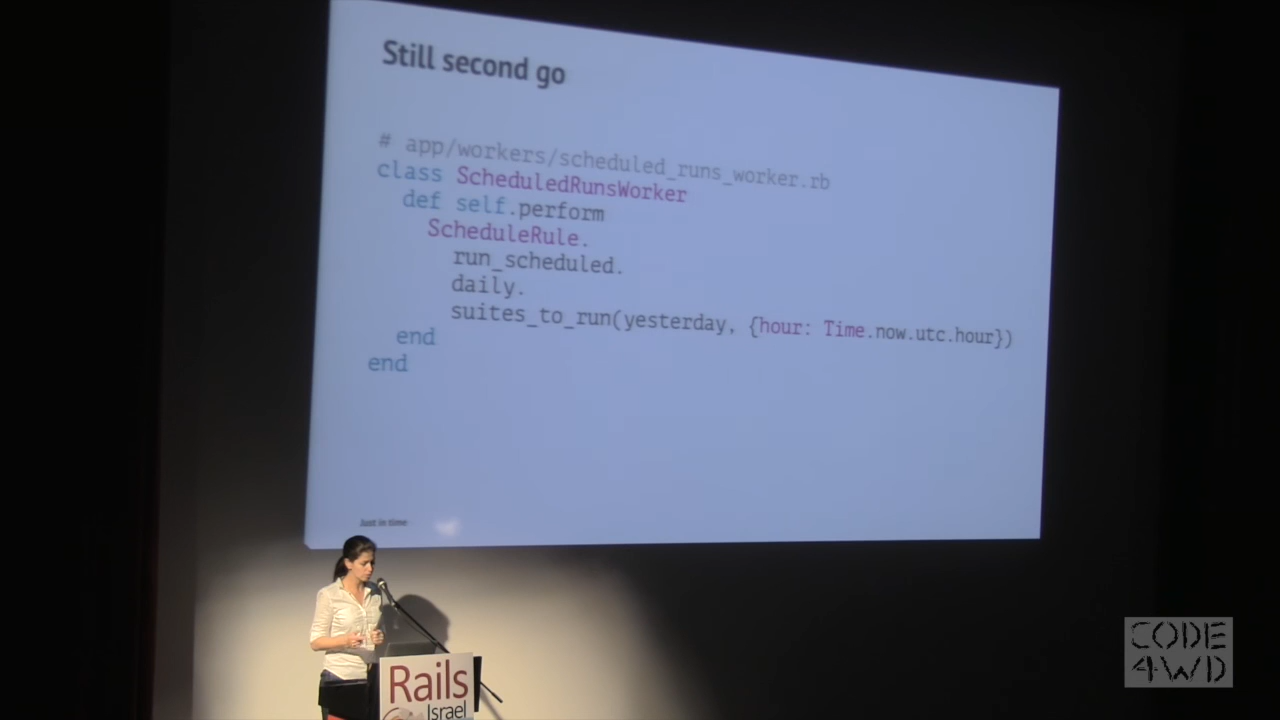 Still second go
# app/workers/scheduled_runs_worker.rb
class ScheduledRunsWorker
def self.perform
ScheduleRule.
run_scheduled.
daily.
suites_to_run(yesterday, {hour: Time.now.utc.hour})
end
end
Just in time
Rails
Israel
CODE
4WD